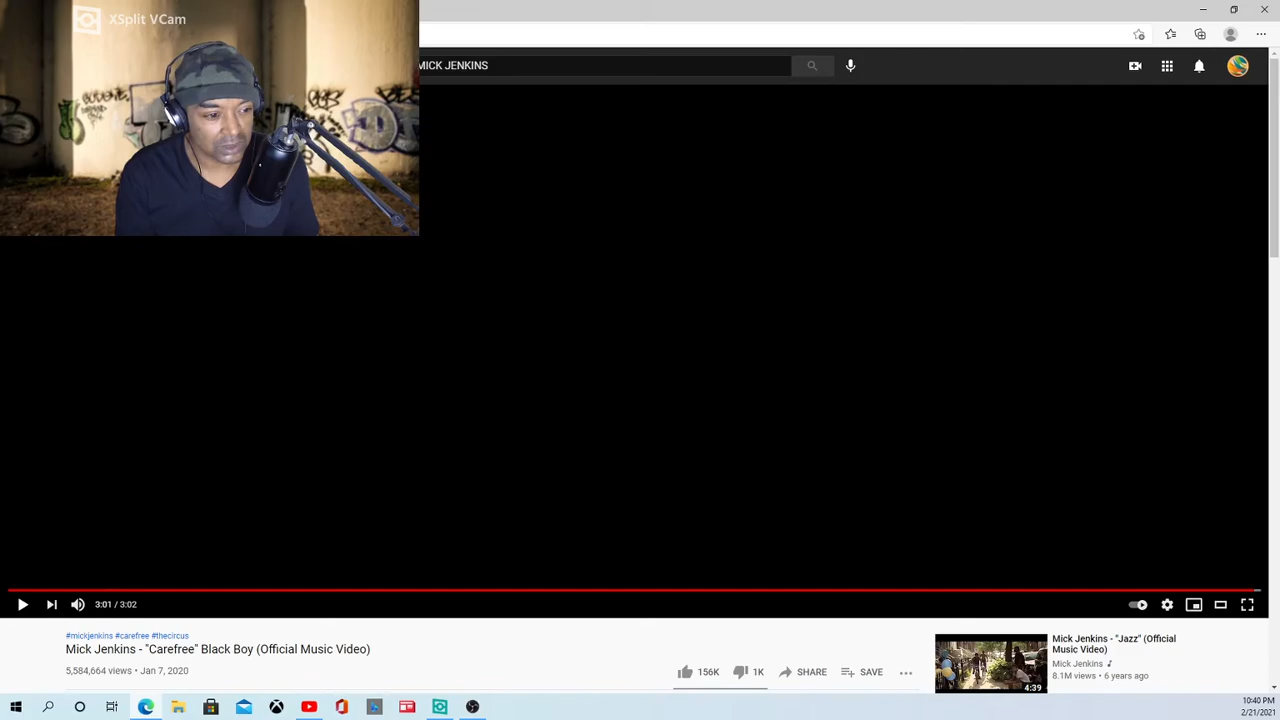 XSplit VCam
MICK JENKINS
3:01 / 3:02
#mickjenkins #carefree #thecircus
Mick Jenkins - "Carefree" Black Boy (Official Music Video)
5,584,664 views • Jan 7, 2020
156K
1K
SHARE
SAVE
Mick Jenkins - "Jazz" (Official
Music Video)
Mick Jenkins
8.1M views • 6 years ago
4:39
10:40 PM
2/21/2021